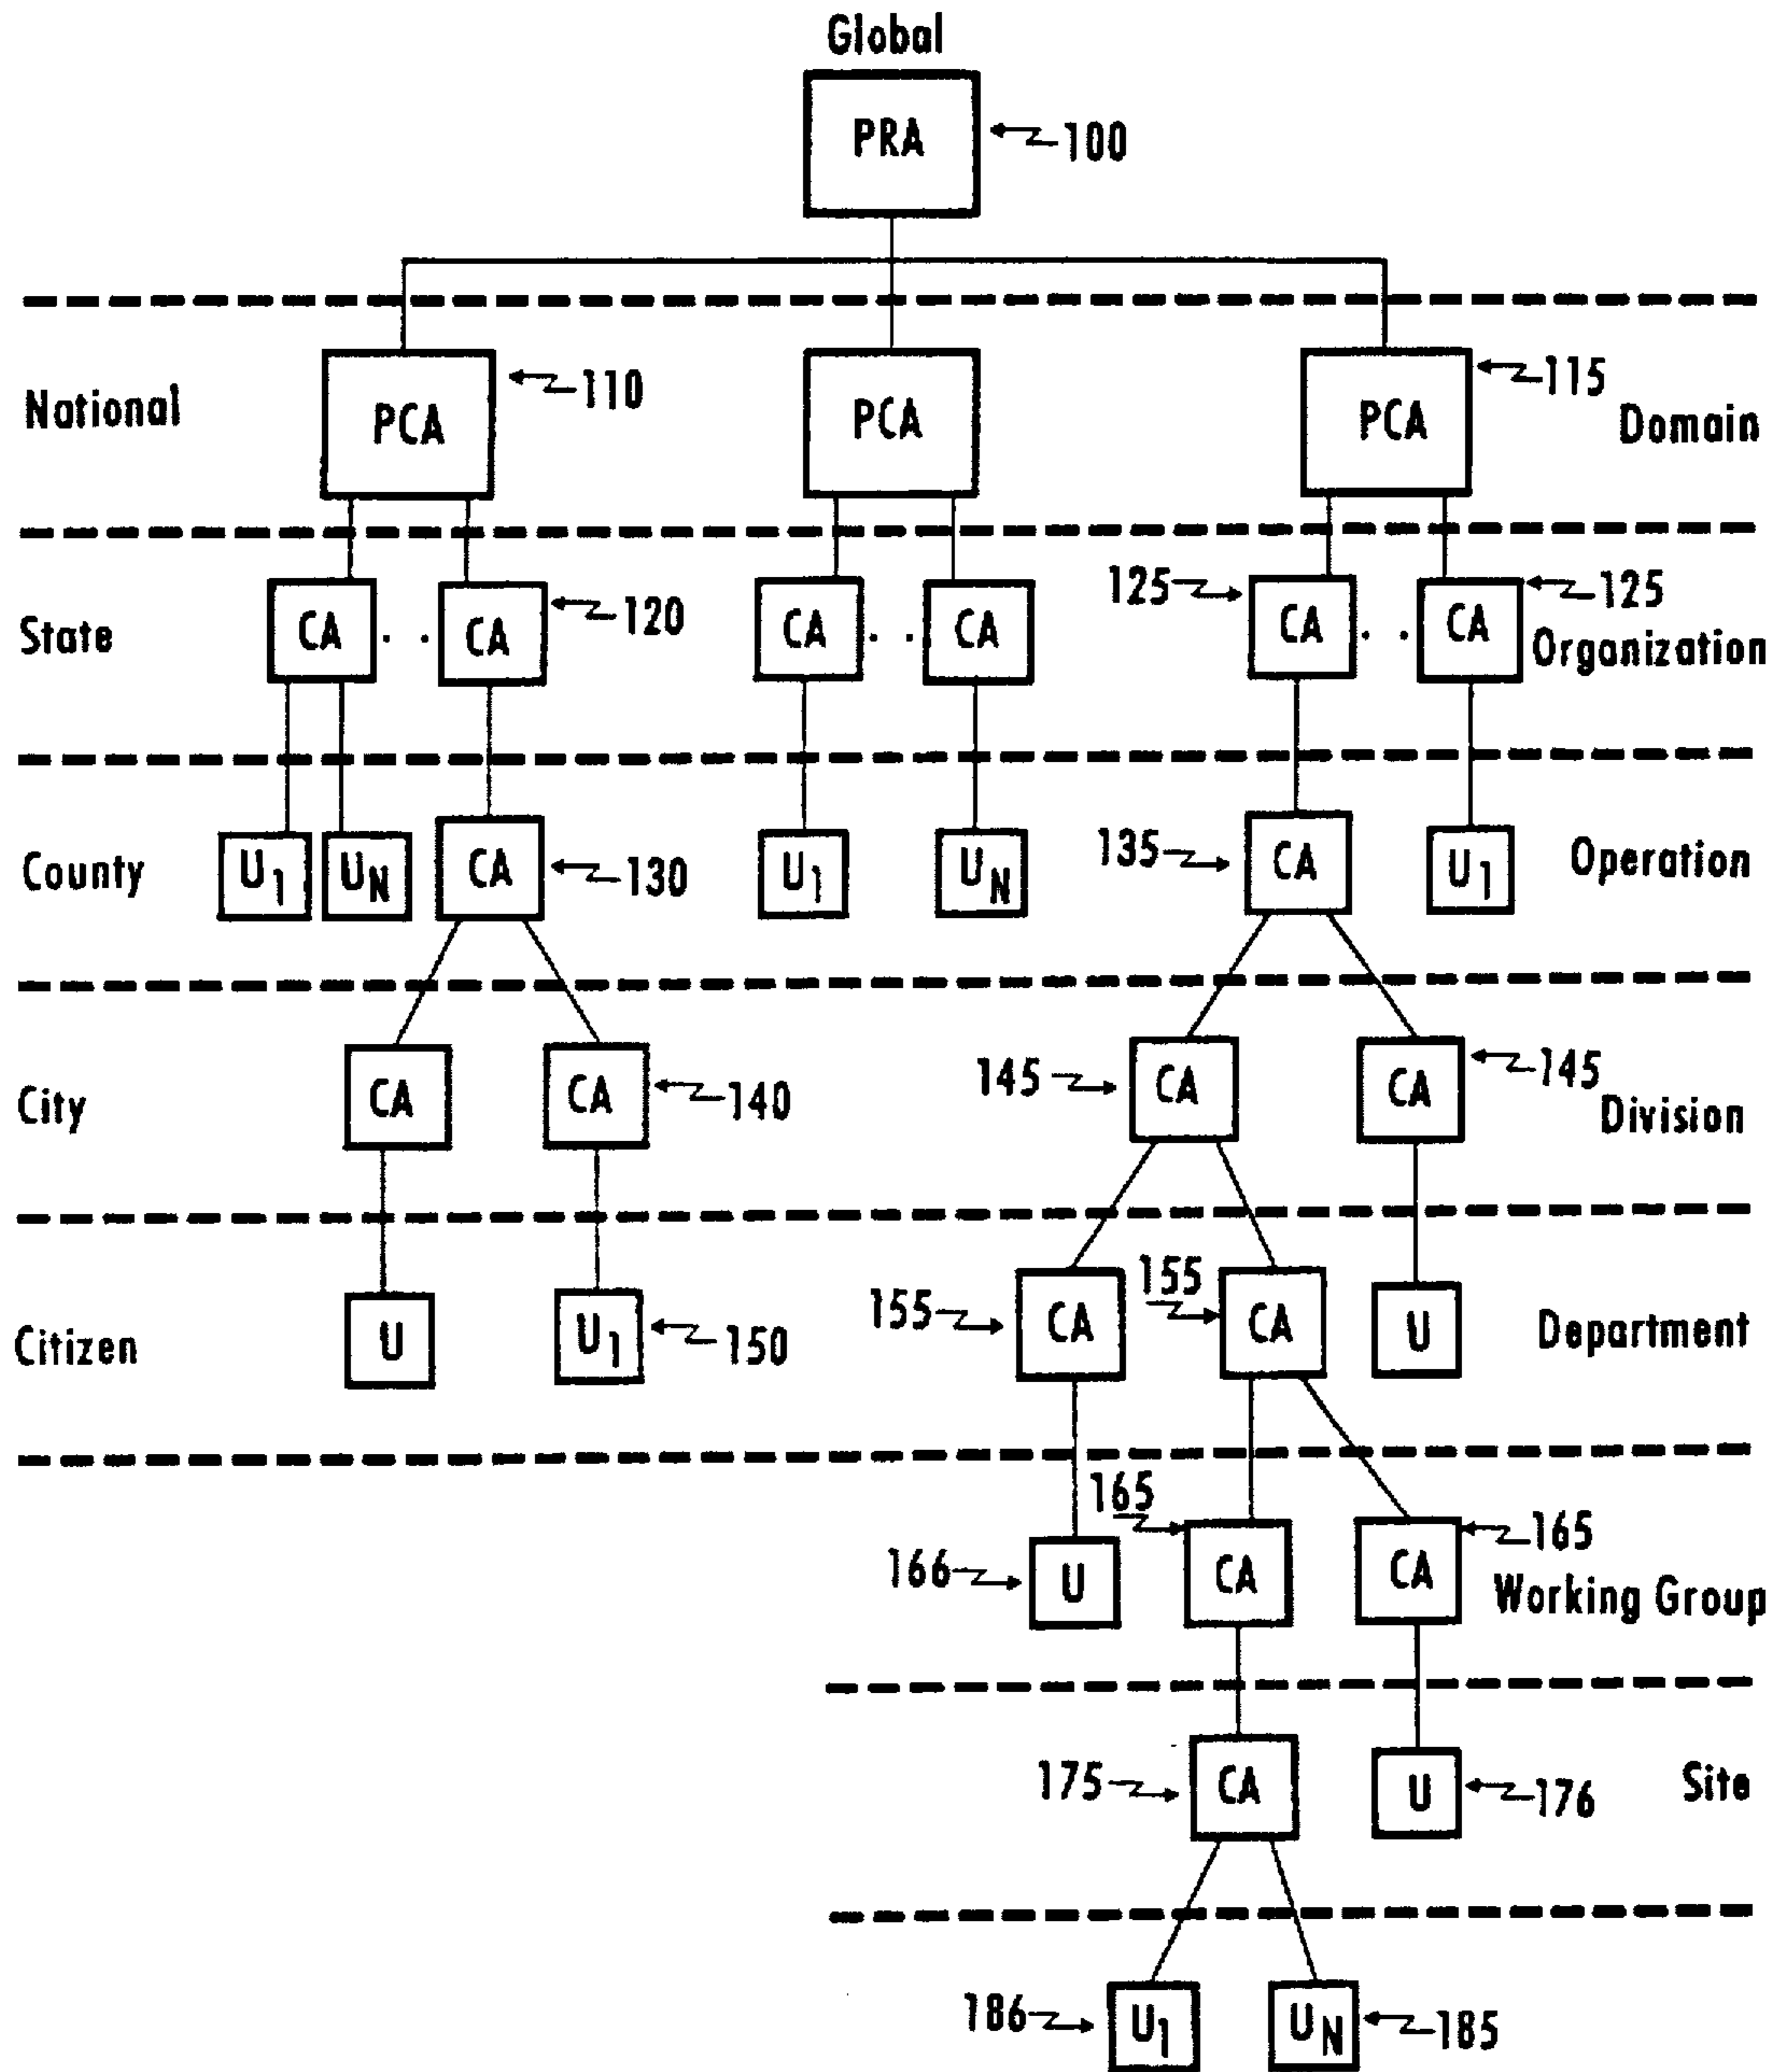 Global
PRA 100
National PCA 110 PCA PCA 115 Domain
State CA . . CA 120 CA . . CA 125 CA . . CA 125 Organization
County U1 UN CA 130 U1 UN 135 CA U1 Operation
City CA CA 140 145 CA CA 145 Division
Citizen U U1 150 155 CA 155 CA U Department
166 U 165 CA CA 165 Working Group
175 CA U 176 Site
186 U1 UN 185